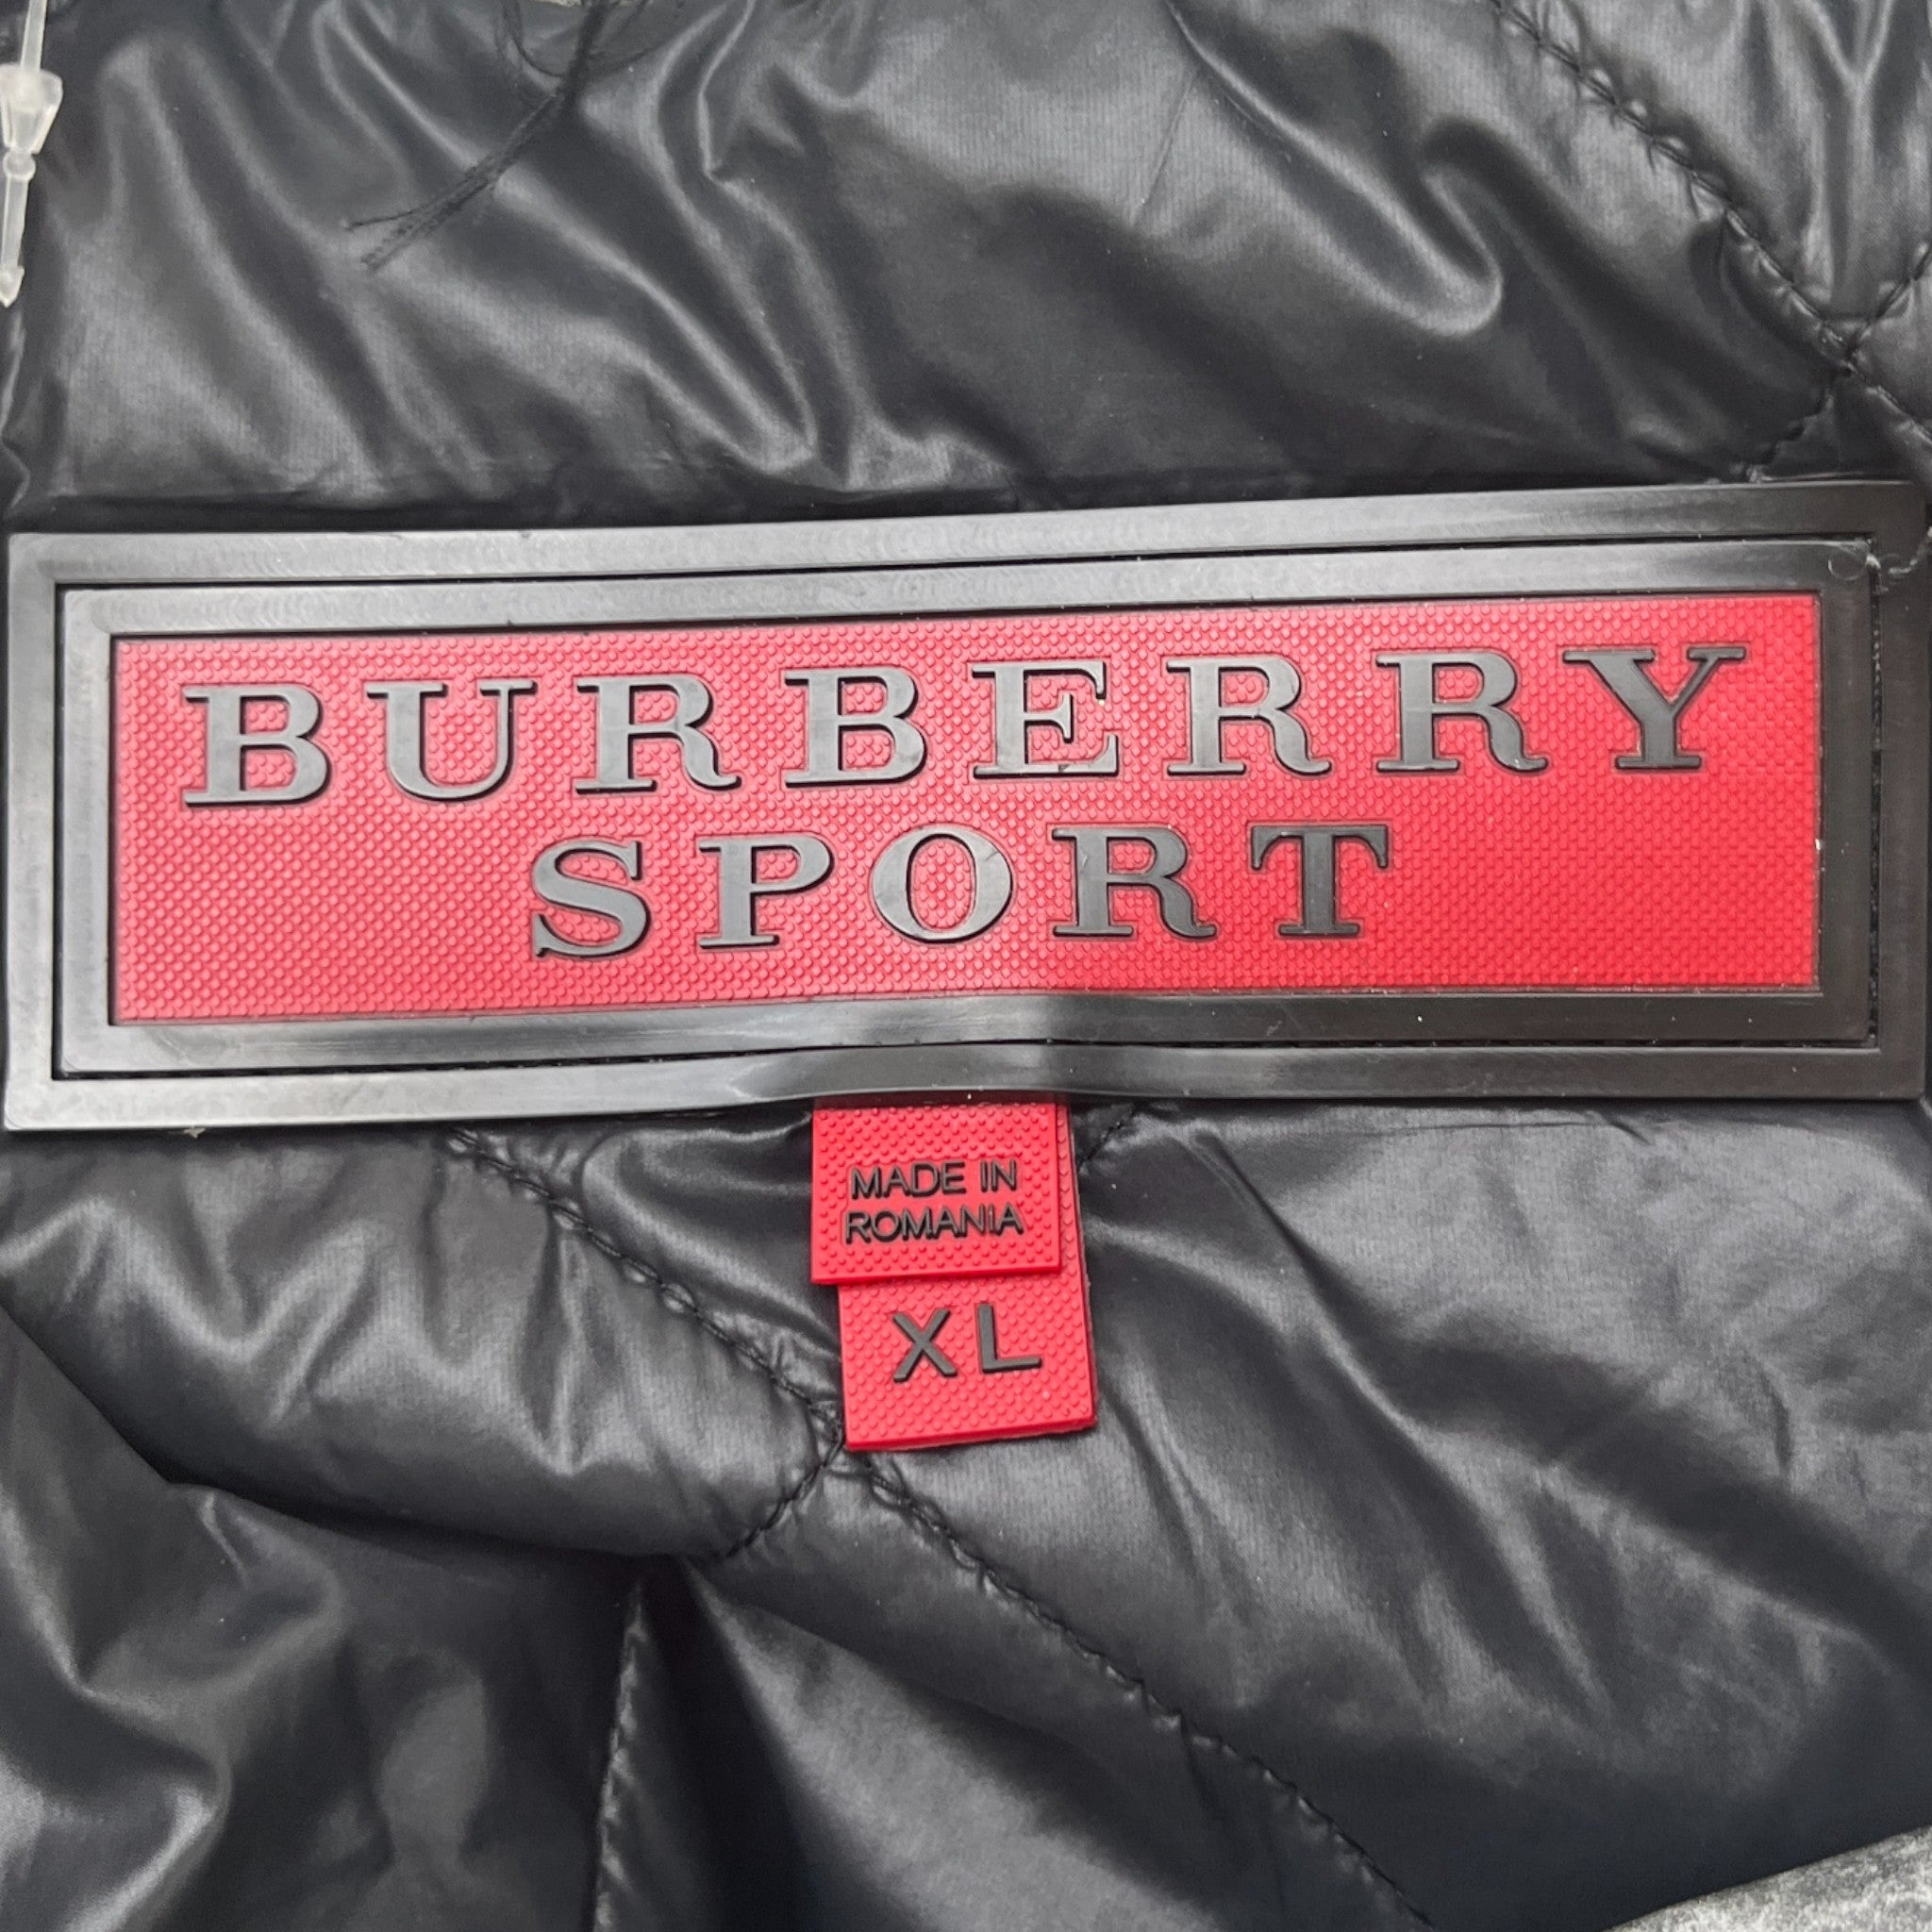 BURBERRY
SPORT
MADE IN
ROMANIA
XL